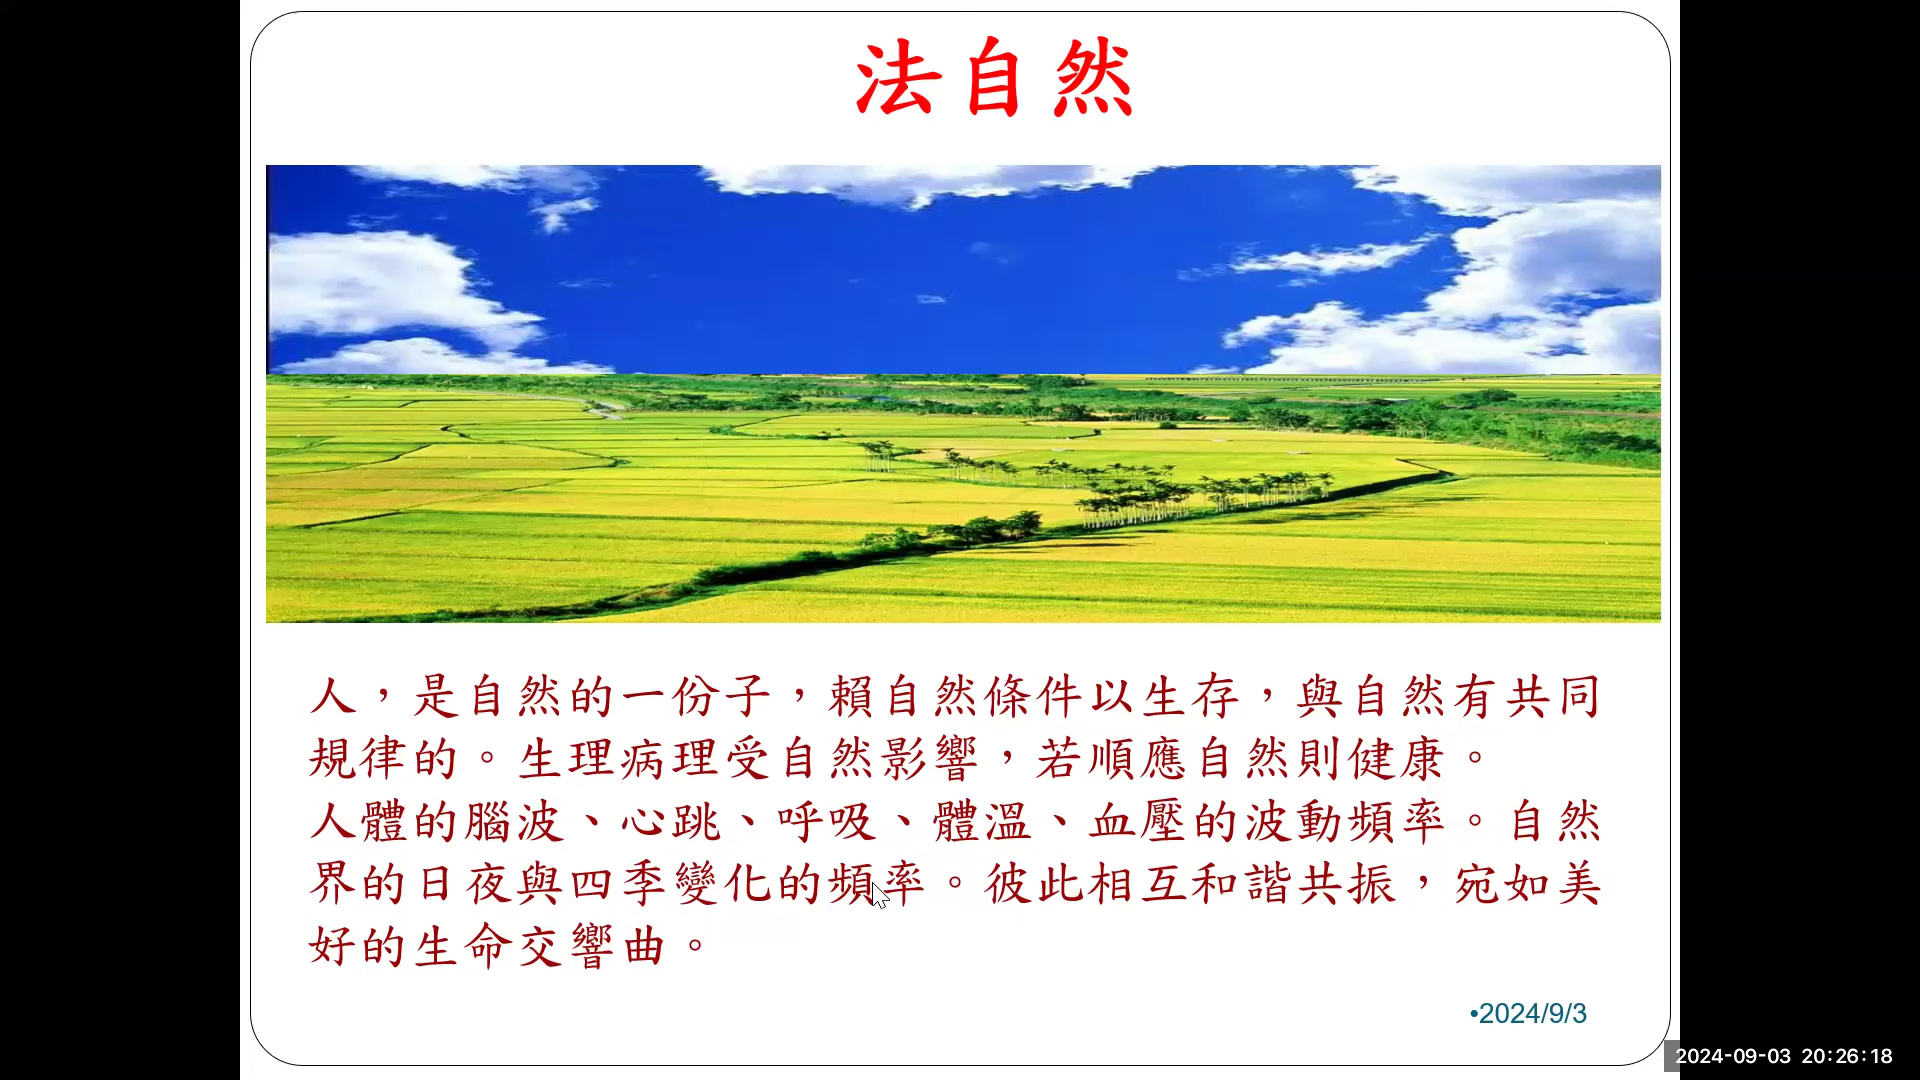 法自然
人，是自然的一份子，賴自然條件以生存，與自然有共同
規律的。生理病理受自然影響，若順應自然則健康。
人體的腦波、心跳、呼吸、體溫、血壓的波動頻率。自然
界的日夜與四季變化的頻率。彼此相互和諧共振，宛如美
好的生命交響曲。
•2024/9/3
2024-09-03 20:26:18